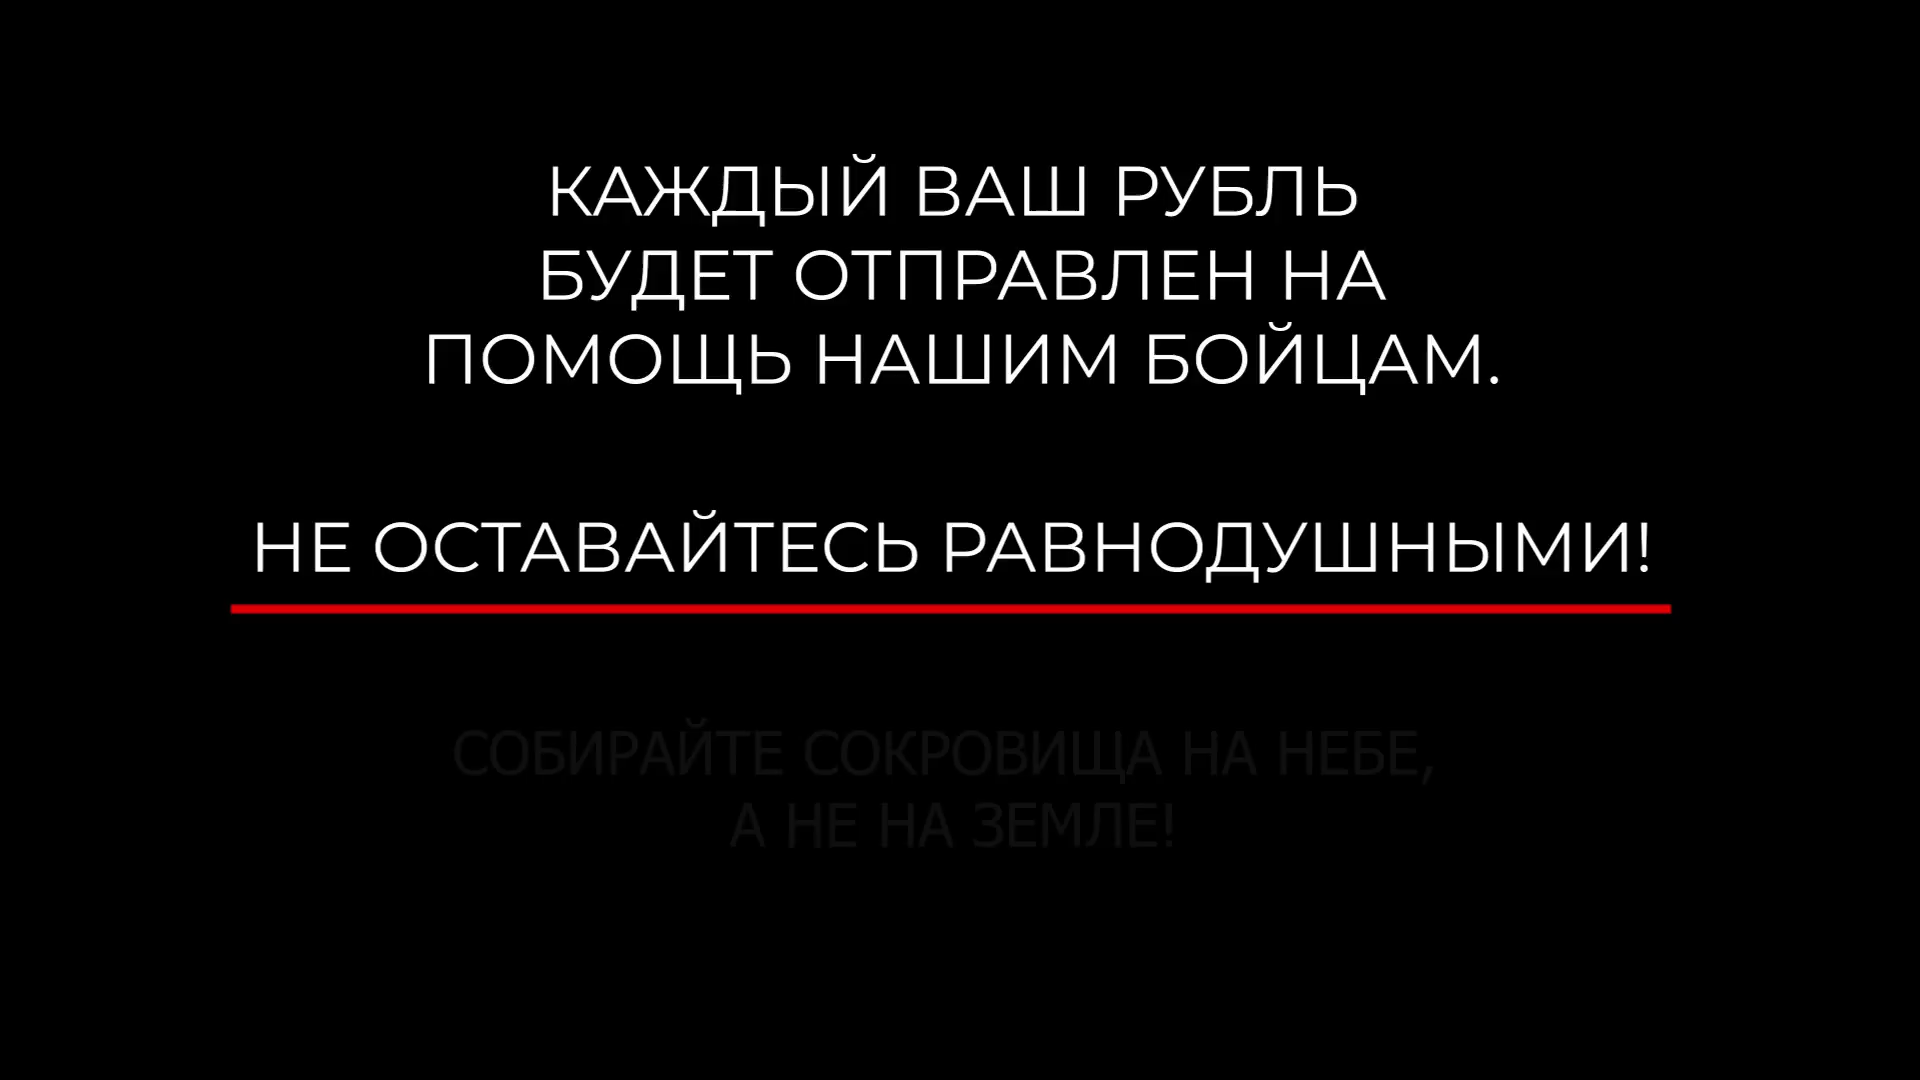 КАЖДЫЙ ВАШ РУБЛЬ
БУДЕТ ОТПРАВЛЕН НА
ПОМОЩЬ НАШИМ БОЙЦАМ.
НЕ ОСТАВАЙТЕСЬ РАВНОДУШНЫМИ!
СОБИРАЙТЕ СОКРОВИЩА НА НЕБЕ,
А НЕ НА ЗЕМЛЕ!